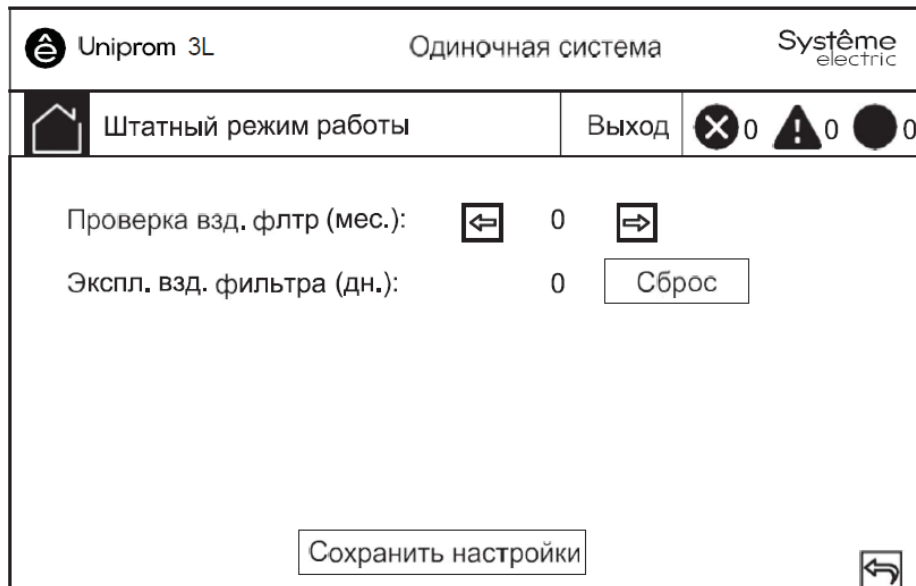 ê Uniprom 3L Одиночная система Système electric
Штатный режим работы Выход 0 0 0
Проверка взд. флтр (мес.): 0
Экспл. взд. фильтра (дн.): 0 Сброс
Сохранить настройки